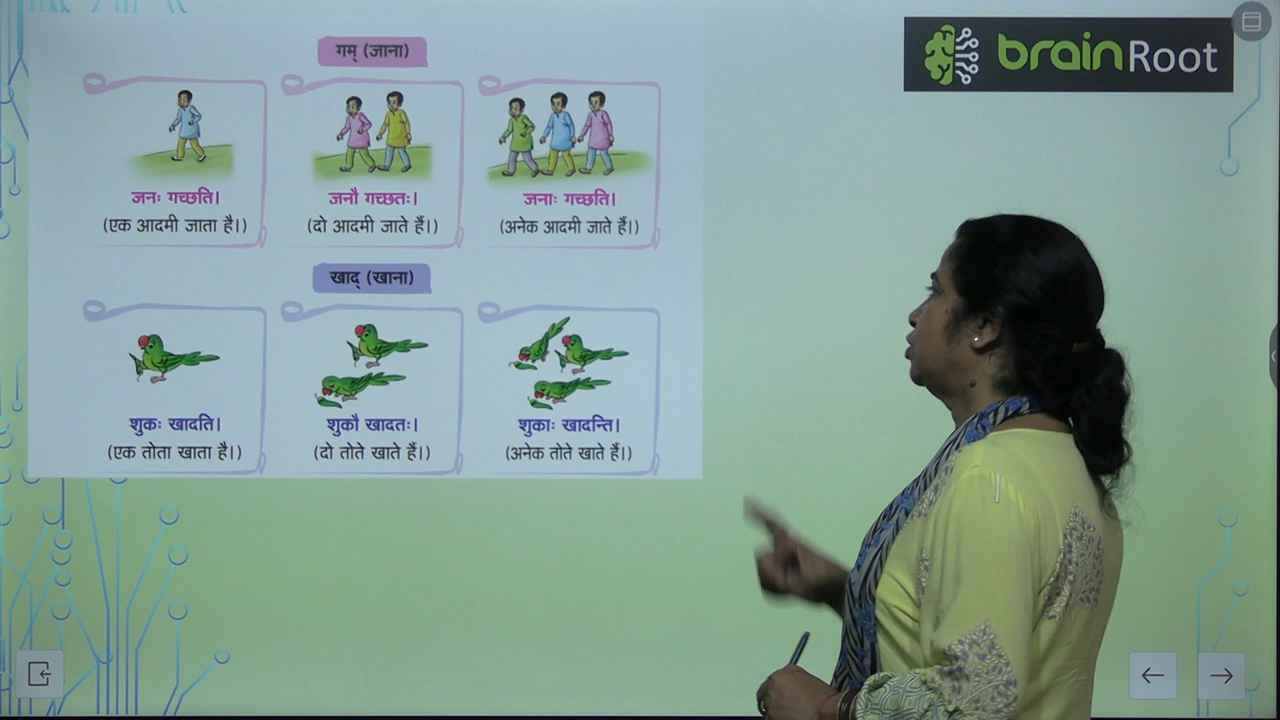 brainRoot
गम् (जाना)
जनः गच्छति।
(एक आदमी जाता है।)
जनौ गच्छतः।
(दो आदमी जाते हैं।)
जनाः गच्छति।
(अनेक आदमी जाते हैं।)
खाद् (खाना)
शुकः खादति।
(एक तोता खाता है।)
शुकौ खादतः।
(दो तोते खाते हैं।)
शुकाः खादन्ति।
(अनेक तोते खाते हैं।)